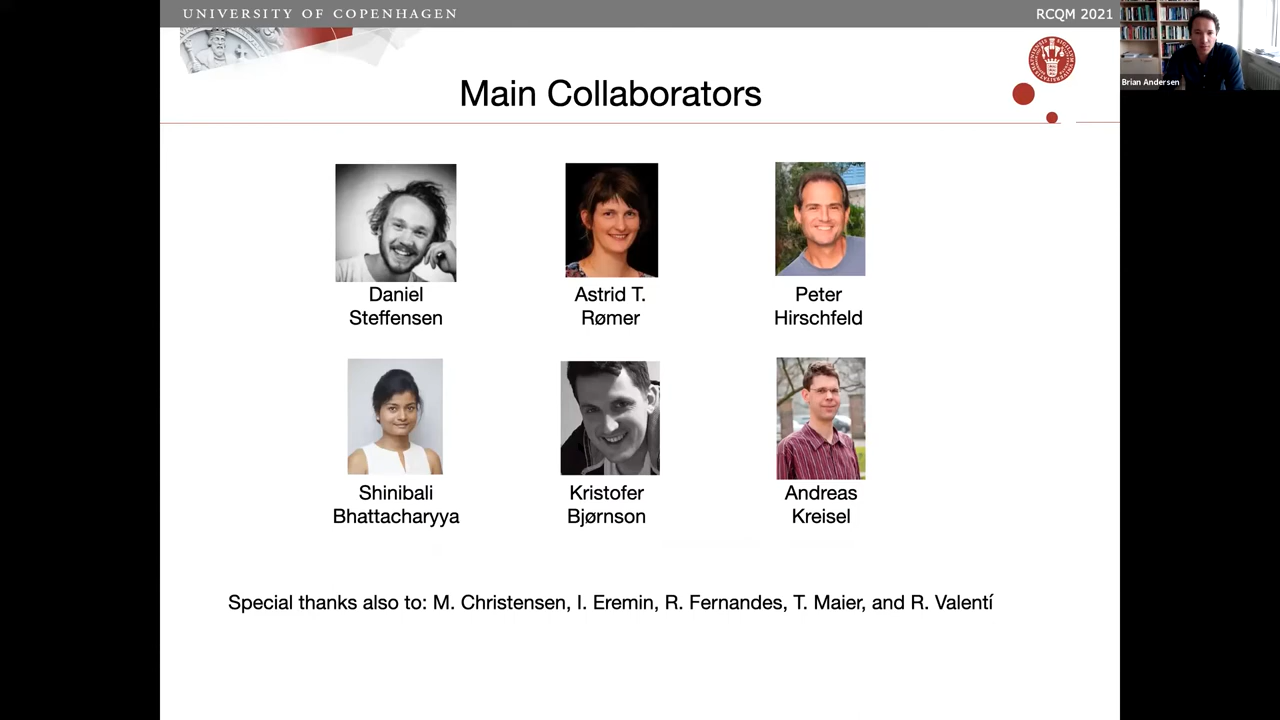 UNIVERSITY OF COPENHAGEN
RCQM 2021
Brian Andersen
Main Collaborators
Daniel
Steffensen
Astrid T.
Rømer
Peter
Hirschfeld
Shinibali
Bhattacharyya
Kristofer
Bjørnson
Andreas
Kreisel
Special thanks also to: M. Christensen, I. Eremin, R. Fernandes, T. Maier, and R. Valentí